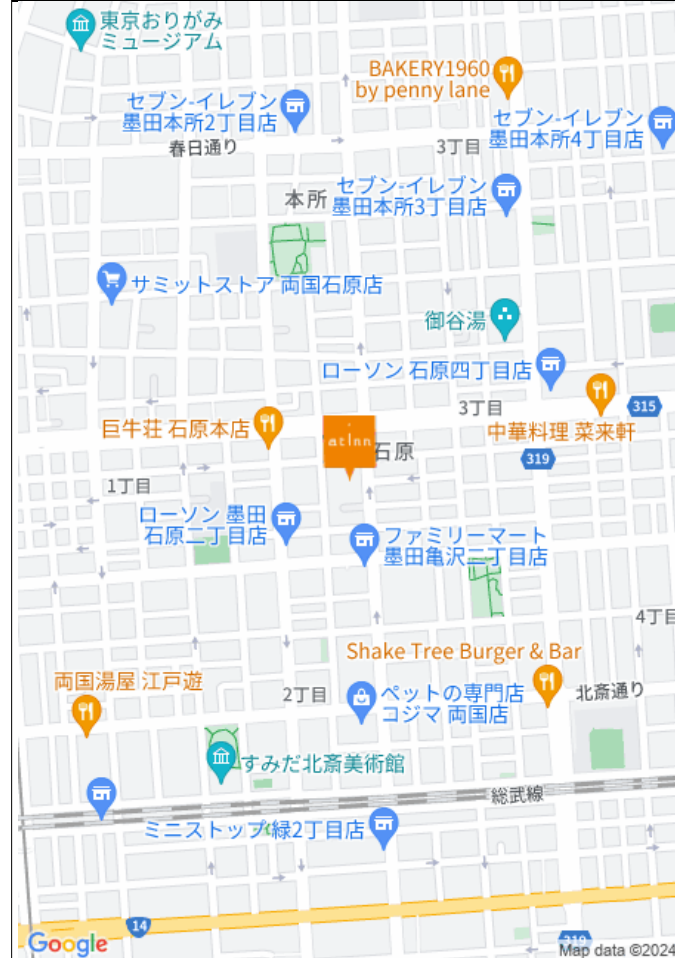 東京おりがみ
ミュージアム
BAKERY1960
by penny lane
セブン-イレブン
墨田本所2丁目店
セブン-イレブン
墨田本所4丁目店
春日通り
3丁目
セブン-イレブン
墨田本所3丁目店
本所
サミットストア 両国石原店
御谷湯
ローソン 石原四丁目店
3丁目
315
巨牛荘 石原本店
atInn
石原
中華料理 菜来軒
319
1丁目
ローソン 墨田
石原二丁目店
ファミリーマート
墨田亀沢二丁目店
4丁目
Shake Tree Burger & Bar
両国湯屋 江戸遊
2丁目
ペットの専門店
コジマ 両国店
北斎通り
すみだ北斎美術館
総武線
ミニストップ 緑2丁目店
14
319
Google
Map data ©2024